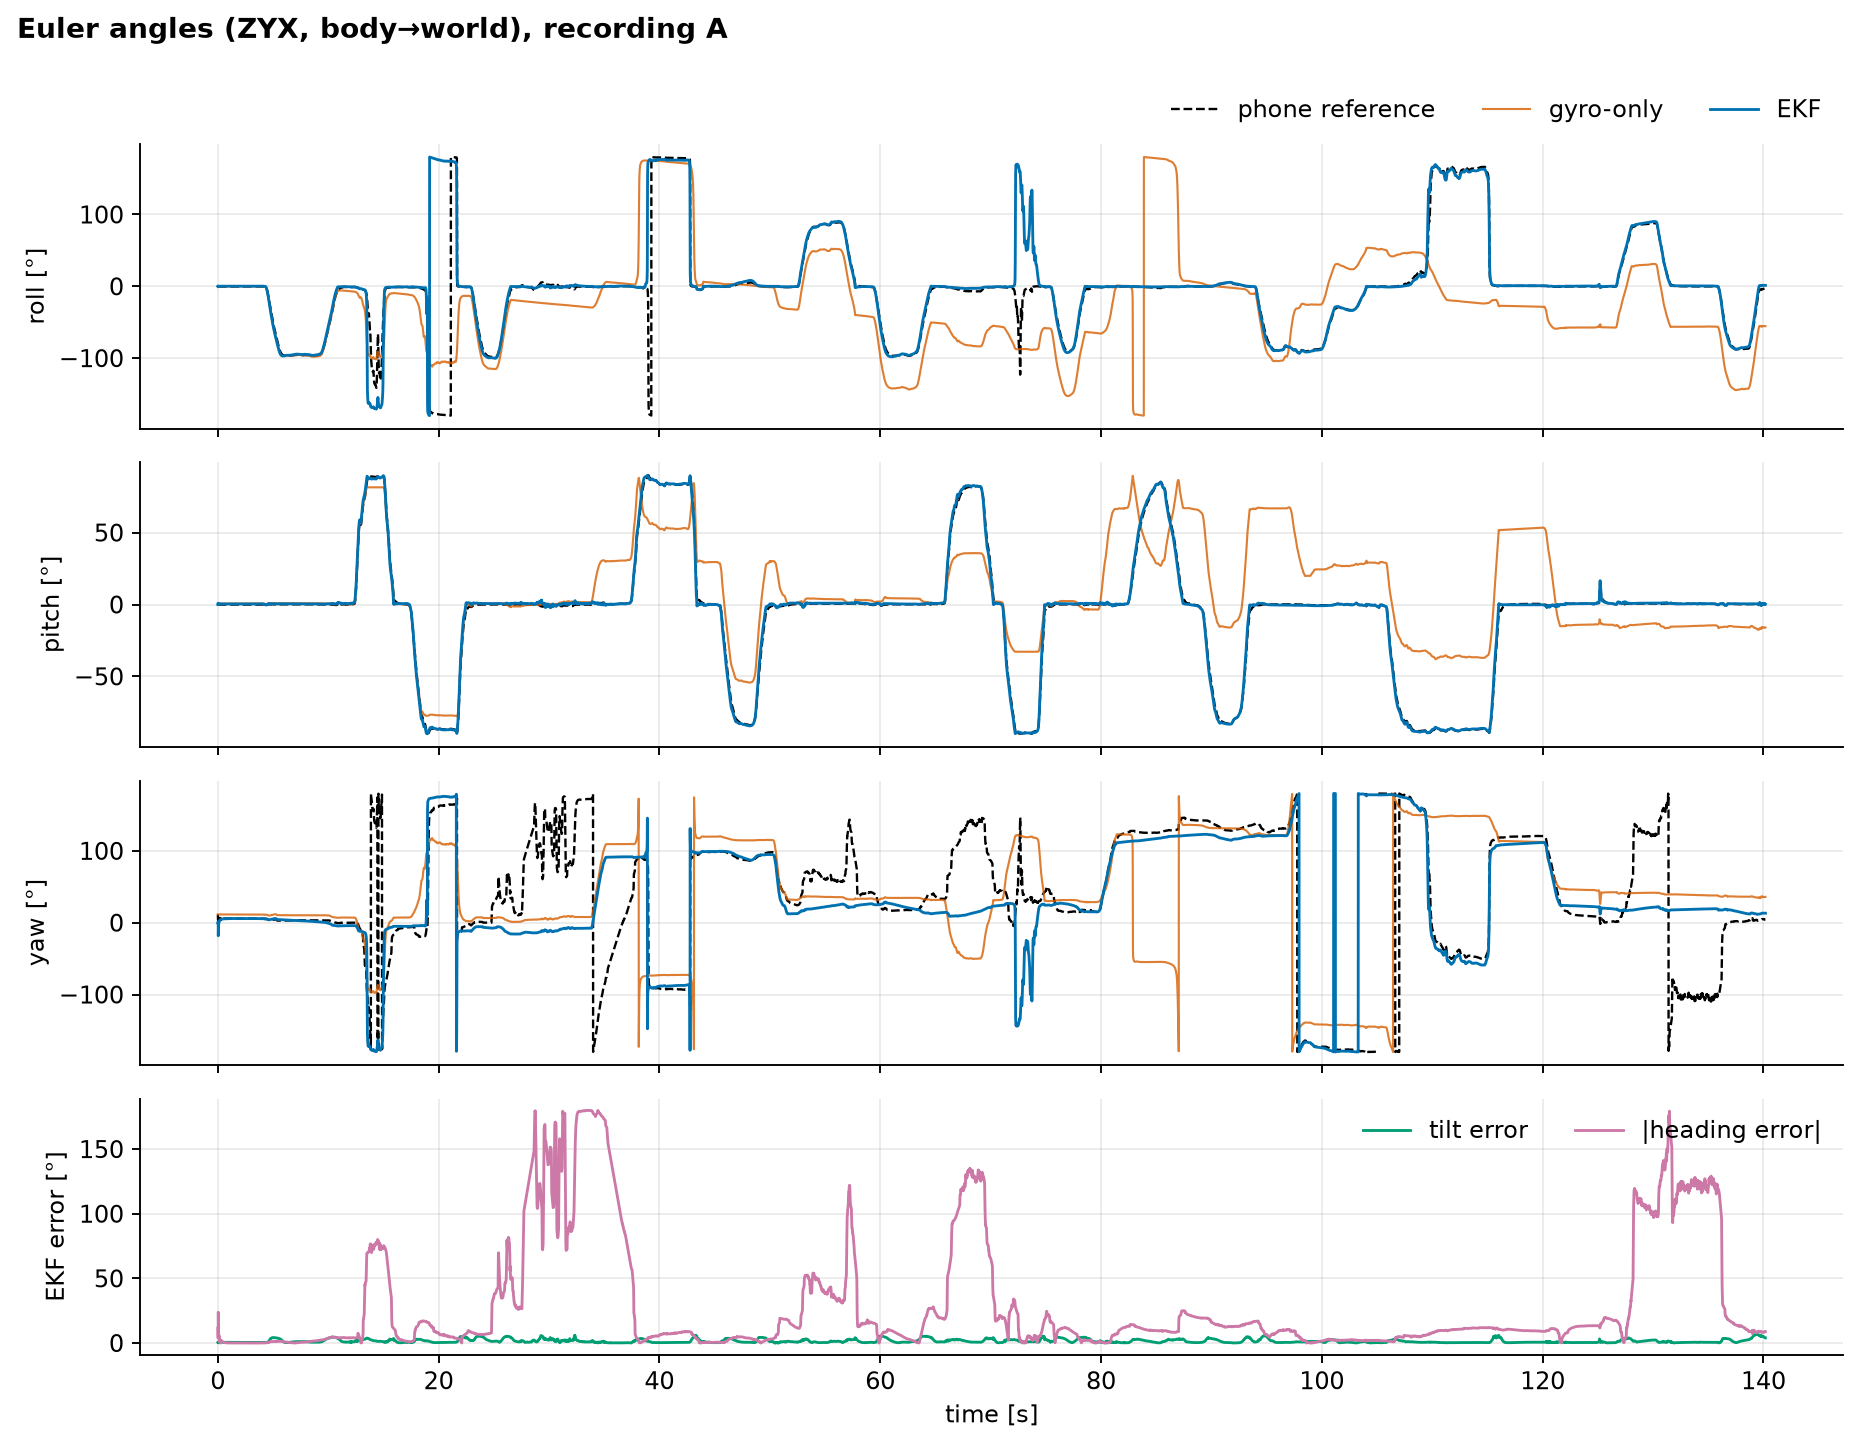 Euler angles (ZYX, body→world), recording A
phone reference gyro-only EKF
roll [°]
100
0
−100
pitch [°]
50
0
−50
yaw [°]
100
0
−100
tilt error |heading error|
EKF error [°]
150
100
50
0
0 20 40 60 80 100 120 140
time [s]